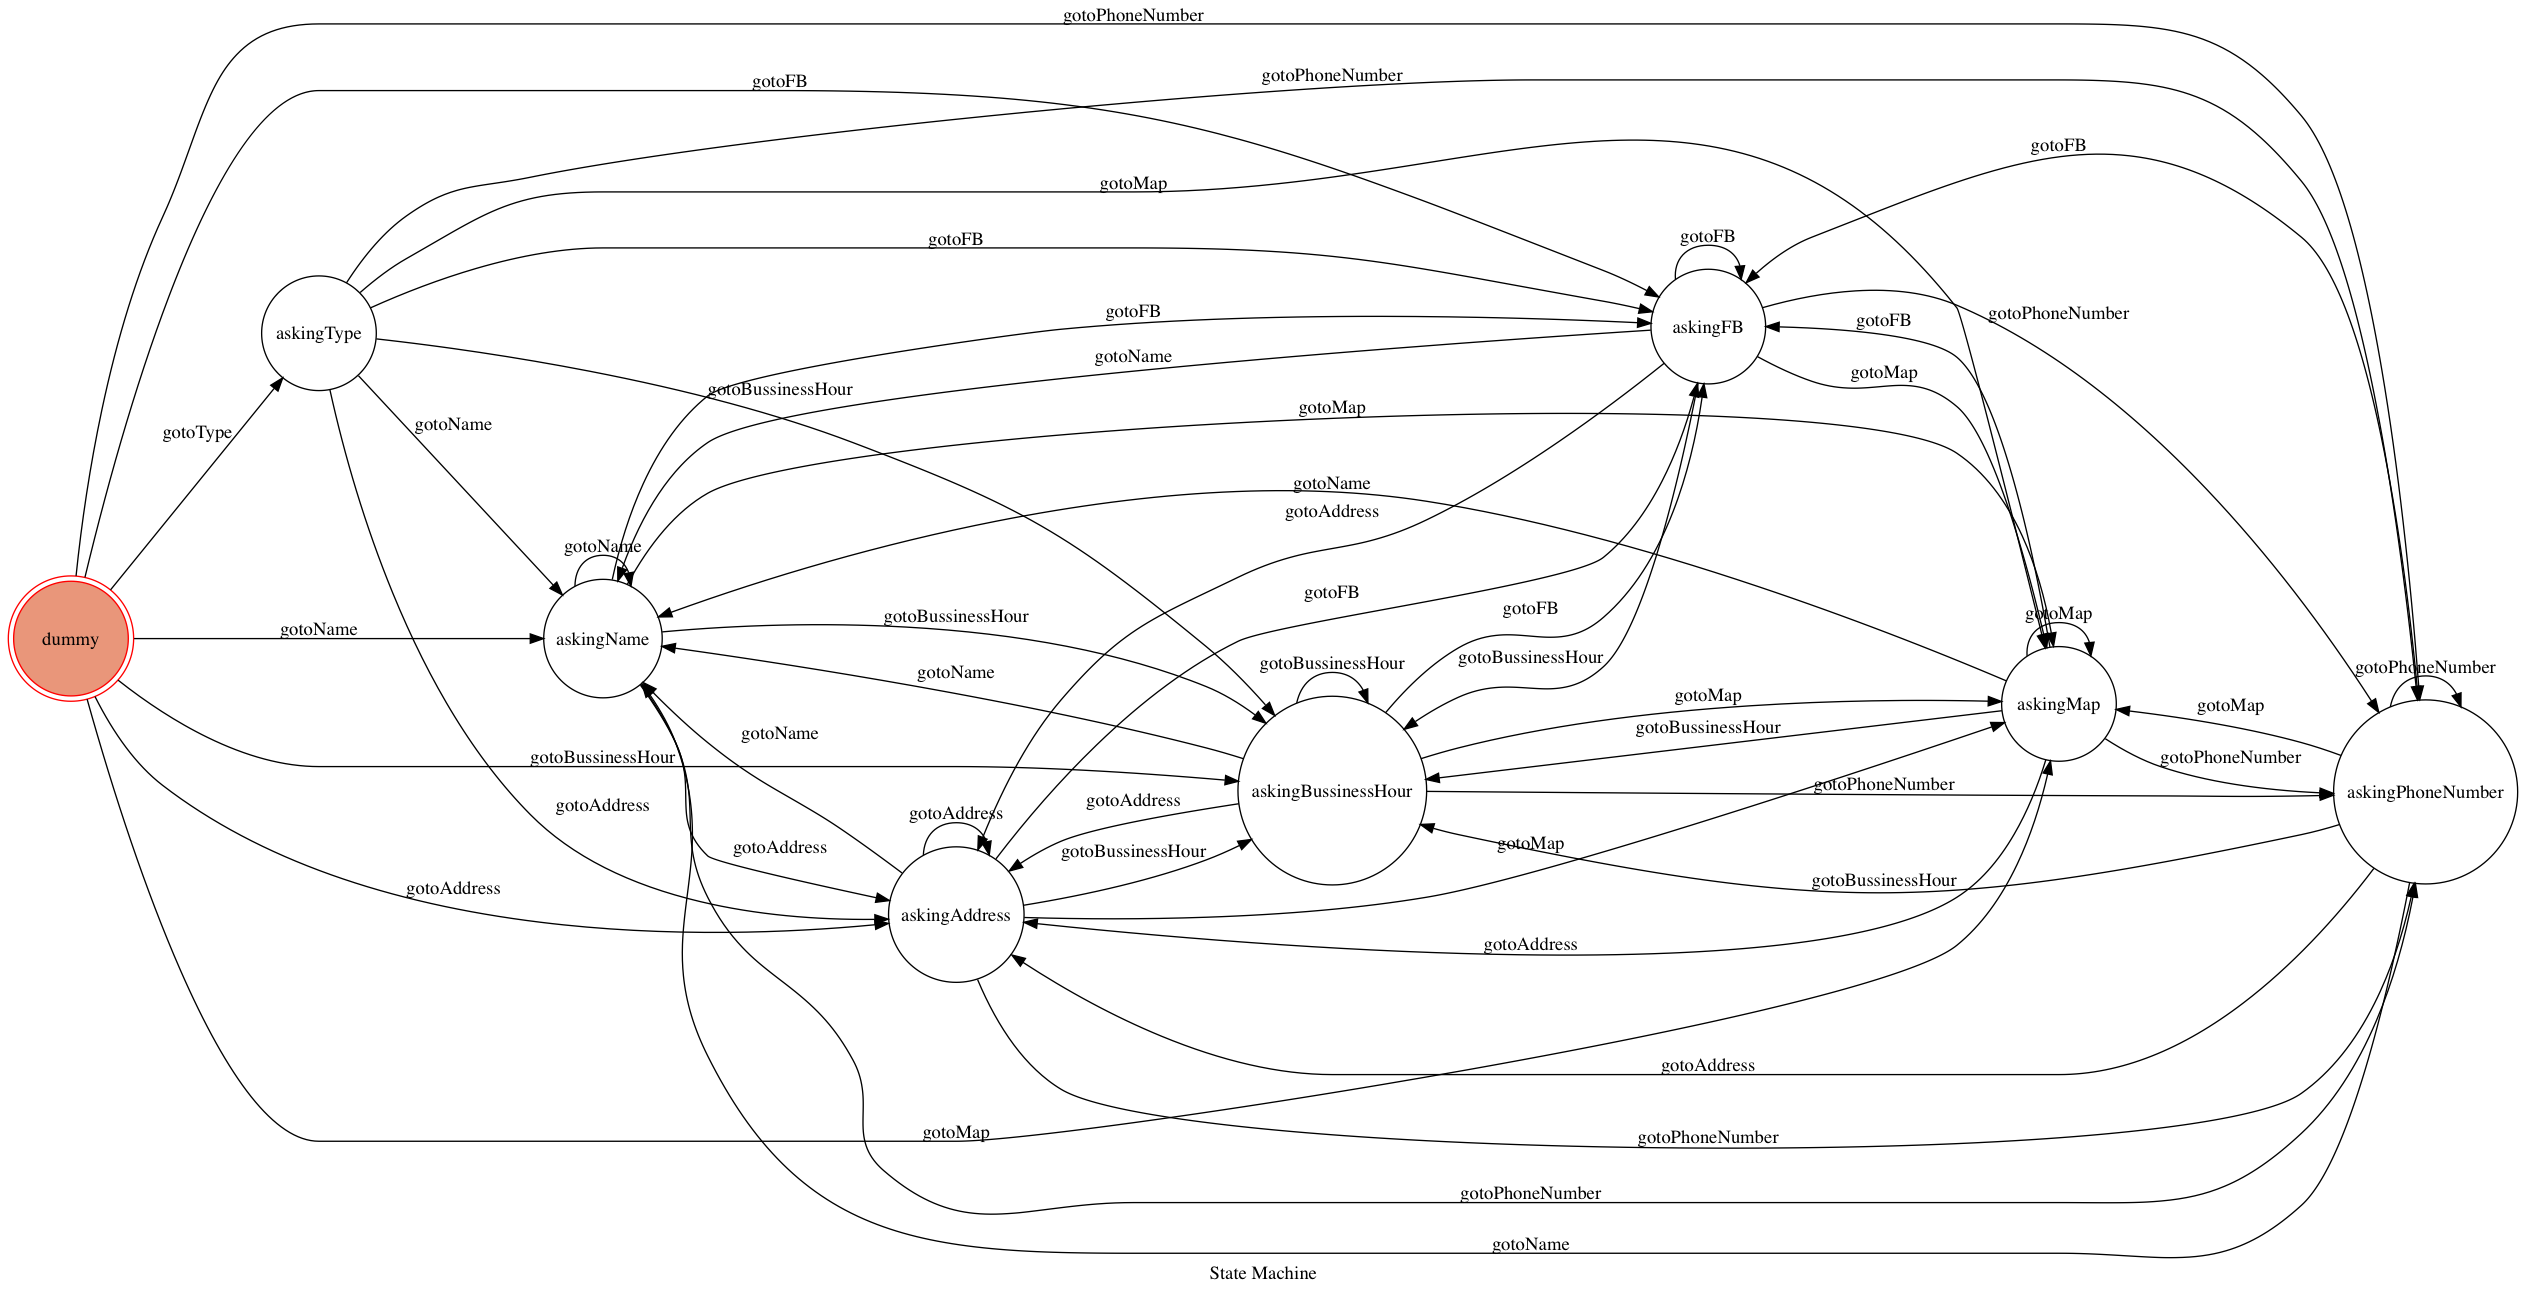 gotoPhoneNumber
gotoPhoneNumber
gotoFB
gotoFB
gotoMap
gotoFB
gotoFB
gotoFB
gotoPhoneNumber
gotoFB
askingFB
askingType
gotoName
gotoMap
gotoBussinessHour
gotoMap
gotoName
gotoType
gotoName
gotoAddress
gotoName
gotoFB
gotoFB
gotoMap
gotoBussinessHour
gotoName
dummy
askingName
gotoBussinessHour
gotoBussinessHour
gotoPhoneNumber
gotoName
gotoMap
askingMap
gotoMap
gotoBussinessHour
gotoName
gotoBussinessHour
gotoPhoneNumber
gotoPhoneNumber
askingBussinessHour
askingPhoneNumber
gotoAddress
gotoAddress
gotoAddress
gotoAddress
gotoBussinessHour
gotoMap
gotoBussinessHour
gotoAddress
askingAddress
gotoAddress
gotoAddress
gotoMap
gotoPhoneNumber
gotoPhoneNumber
gotoName
State Machine